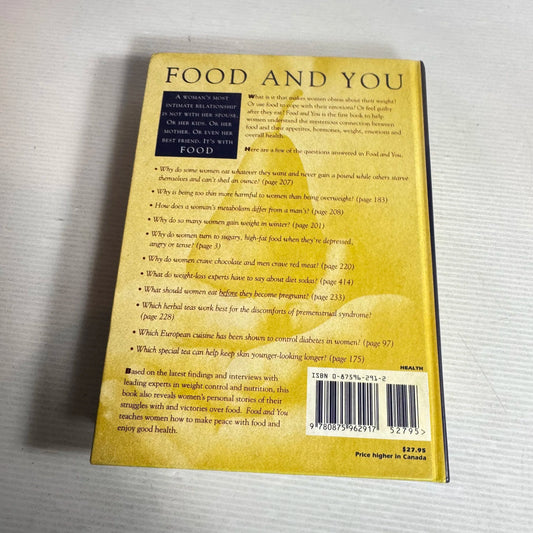 FOOD AND YOU
A WOMAN'S MOST
INTIMATE RELATIONSHIP
IS NOT WITH HER SPOUSE.
OR HER KIDS. OR HER
MOTHER. OR EVEN HER
BEST FRIEND. IT'S WITH
FOOD
What is it that makes women obsess about their weight?
Or use food to cope with their emotions? Or feel guilty
after they eat? Food and You is the first book to help
women understand the mysterious connection between
food and their appetites, hormones, weight, emotions and
overall health.
Here are a few of the questions answered in Food and You.
• Why do some women eat whatever they want and never gain a pound while others starve
themselves and can't shed an ounce? (page 207)
• Why is being too thin more harmful to women than being overweight? (page 183)
• How does a woman's metabolism differ from a man's? (page 208)
• Why do so many women gain weight in winter? (page 201)
• Why do women turn to sugary, high-fat food when they're depressed,
angry or tense? (page 3)
• Why do women crave chocolate and men crave red meat? (page 220)
• What do weight-loss experts have to say about diet sodas? (page 414)
• What should women eat before they become pregnant? (page 233)
• Which herbal teas work best for the discomforts of premenstrual syndrome?
(page 228)
• Which European cuisine has been shown to control diabetes in women? (page 97)
• Which special tea can help keep skin younger-looking longer? (page 175)
Based on the latest findings and interviews with
leading experts in weight control and nutrition, this
book also reveals women's personal stories of their
struggles with and victories over food. Food and You
teaches women how to make peace with food and
enjoy good health.
HEALTH
ISBN 0-87596-291-2
9 780875 962917
52795>
$27.95
Price higher in Canada